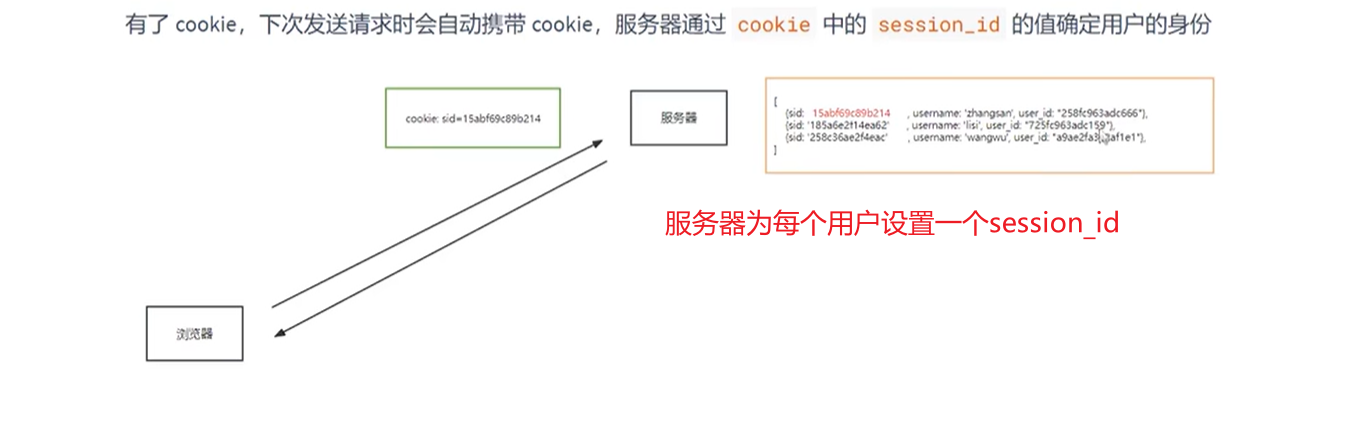 有了 cookie，下次发送请求时会自动携带 cookie，服务器通过 cookie 中的 session_id 的值确定用户的身份
cookie: sid=15abf69c89b214
服务器
[
{sid: 15abf69c89b214 , username: 'zhangsan', user_id: "258fc963adc666"},
{sid: '185a6e2f14ea62' , username: 'lisi', user_id: "725fc963adc159"},
{sid: '258c36ae2f4eac' , username: 'wangwu', user_id:
]
服务器为每个用户设置一个session_id
浏览器